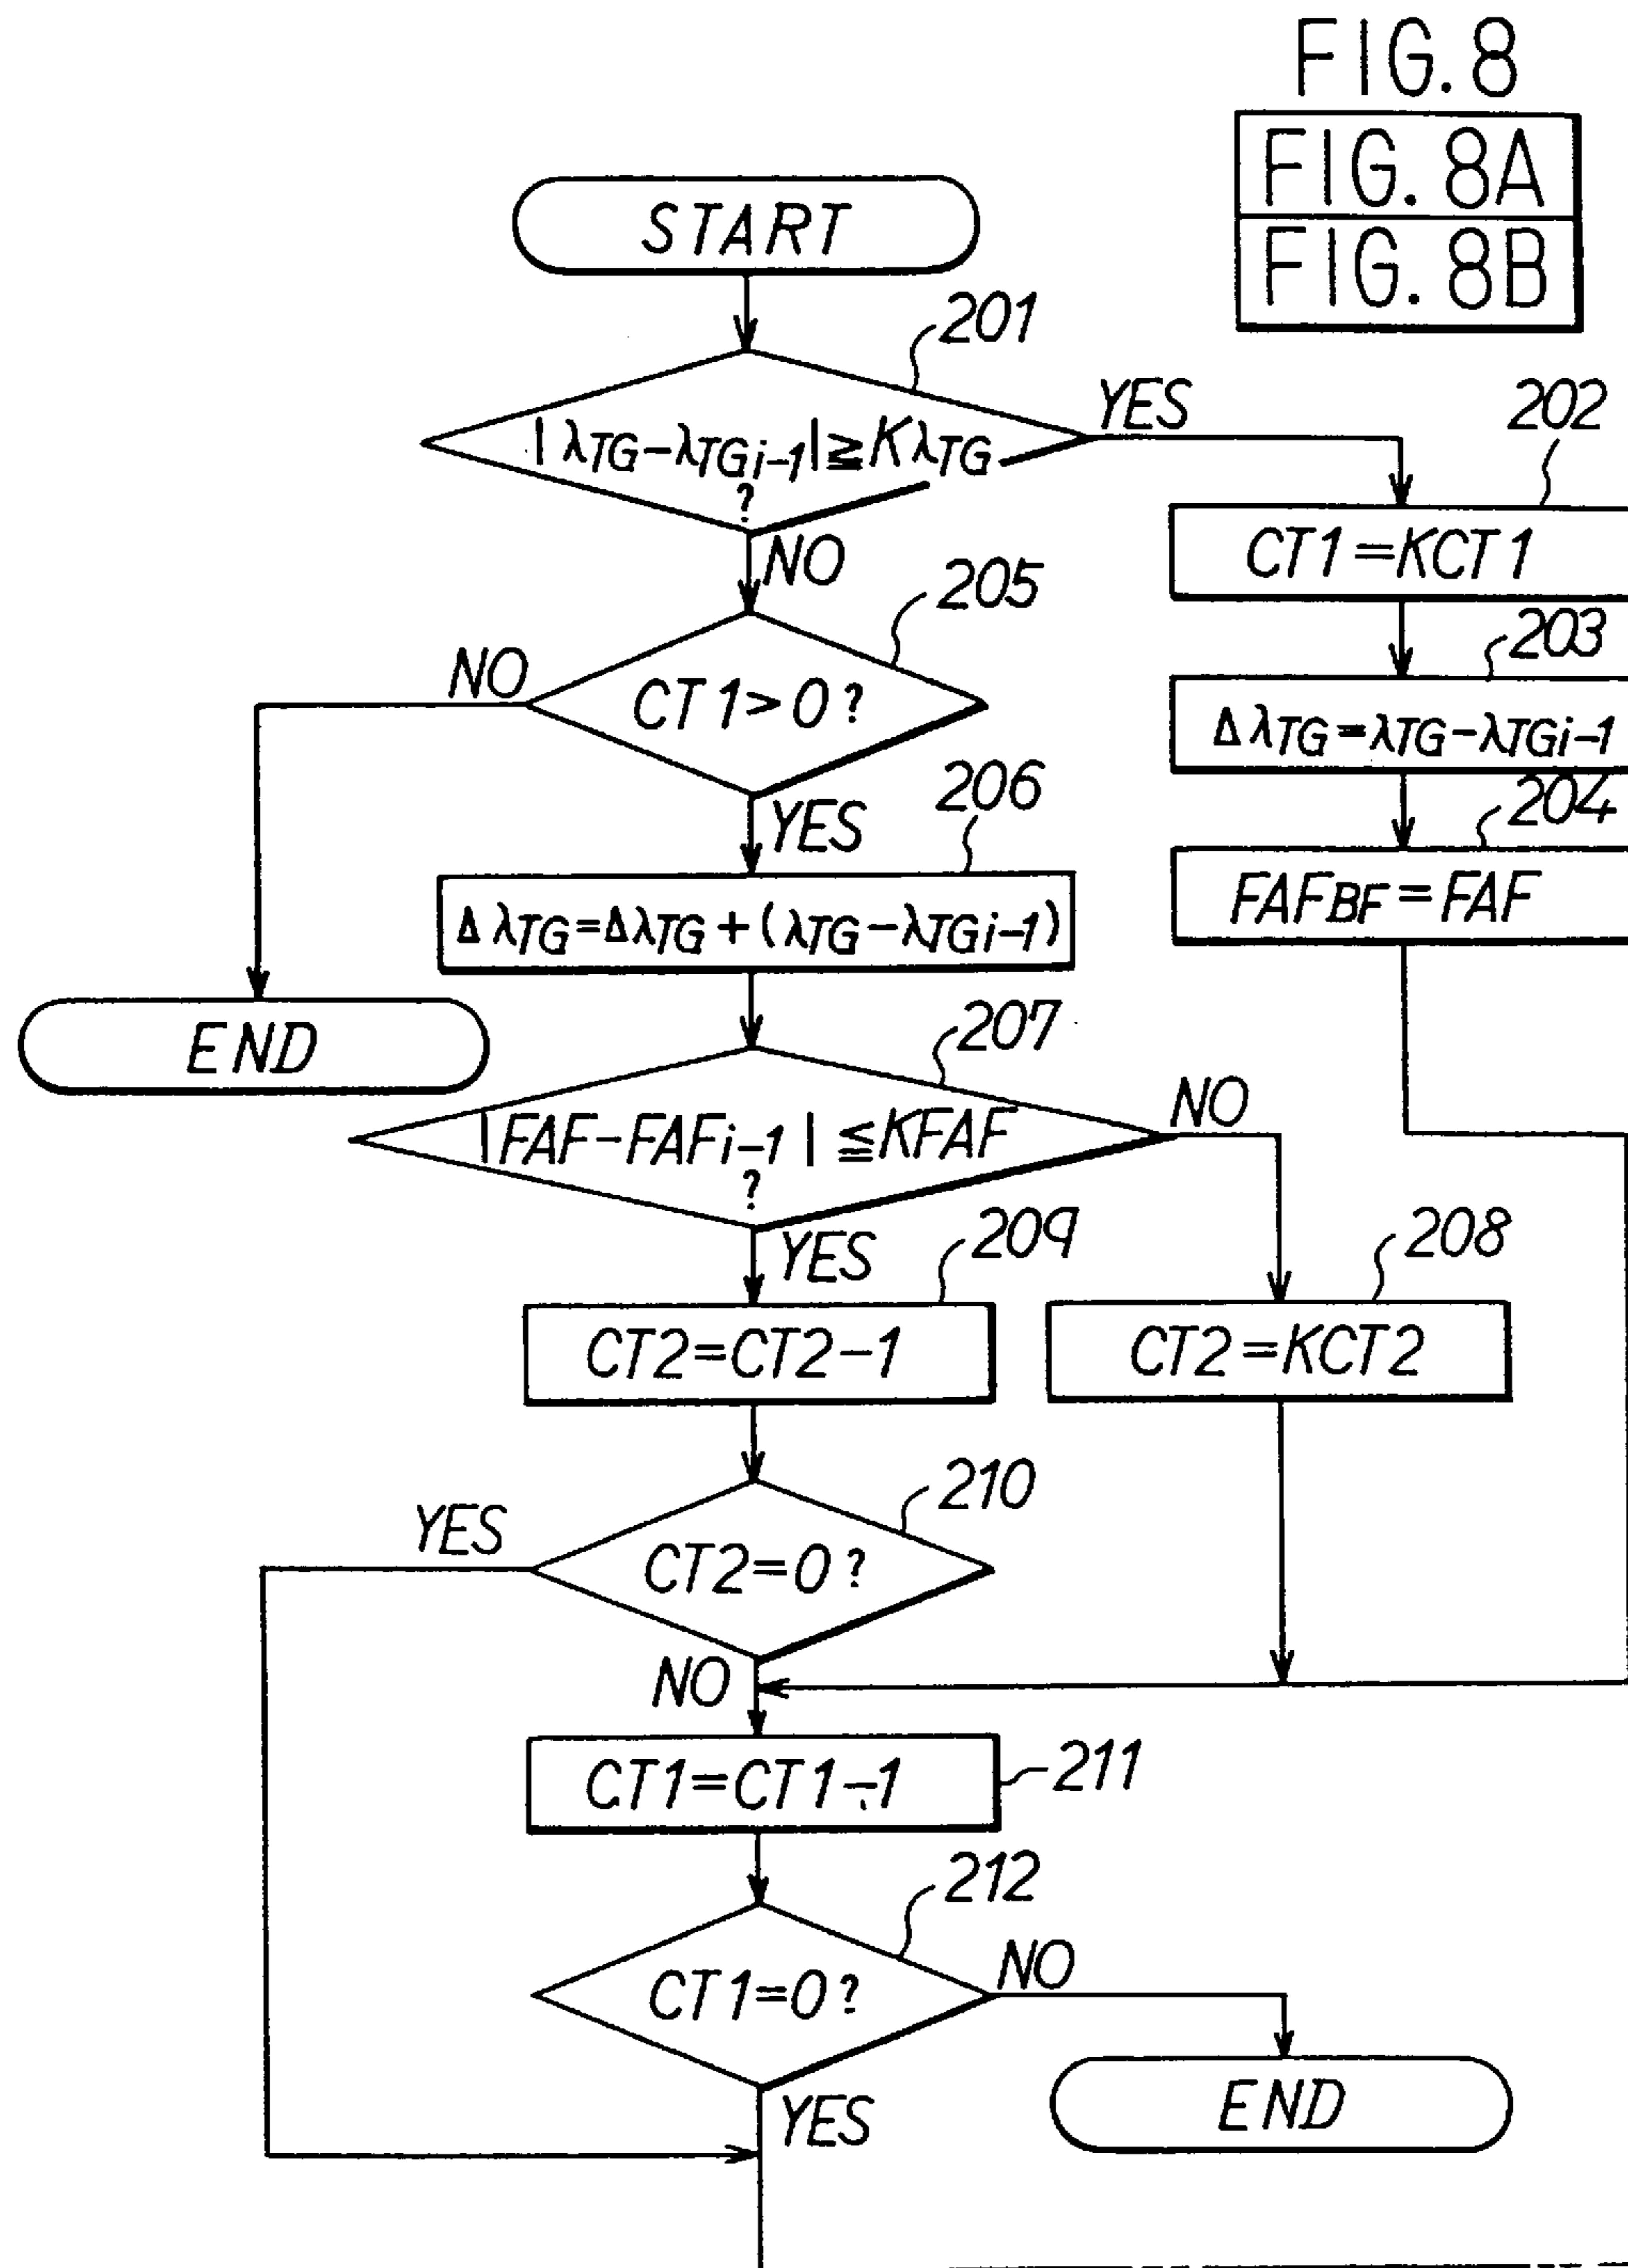 FIG. 8
FIG. 8A
FIG. 8B
START
201
|λTG-λTGi-1|≧KλTG
?
YES
NO
202
CT1=KCT1
203
ΔλTG=λTG-λTGi-1
204
FAFBF=FAF
205
CT1>0?
NO
YES
206
ΔλTG=ΔλTG+(λTG-λTGi-1)
END
207
|FAF-FAFi-1|≦KFAF
?
NO
YES
208
CT2=KCT2
209
CT2=CT2-1
210
CT2=0?
YES
NO
211
CT1=CT1-1
212
CT1=0?
NO
YES
END